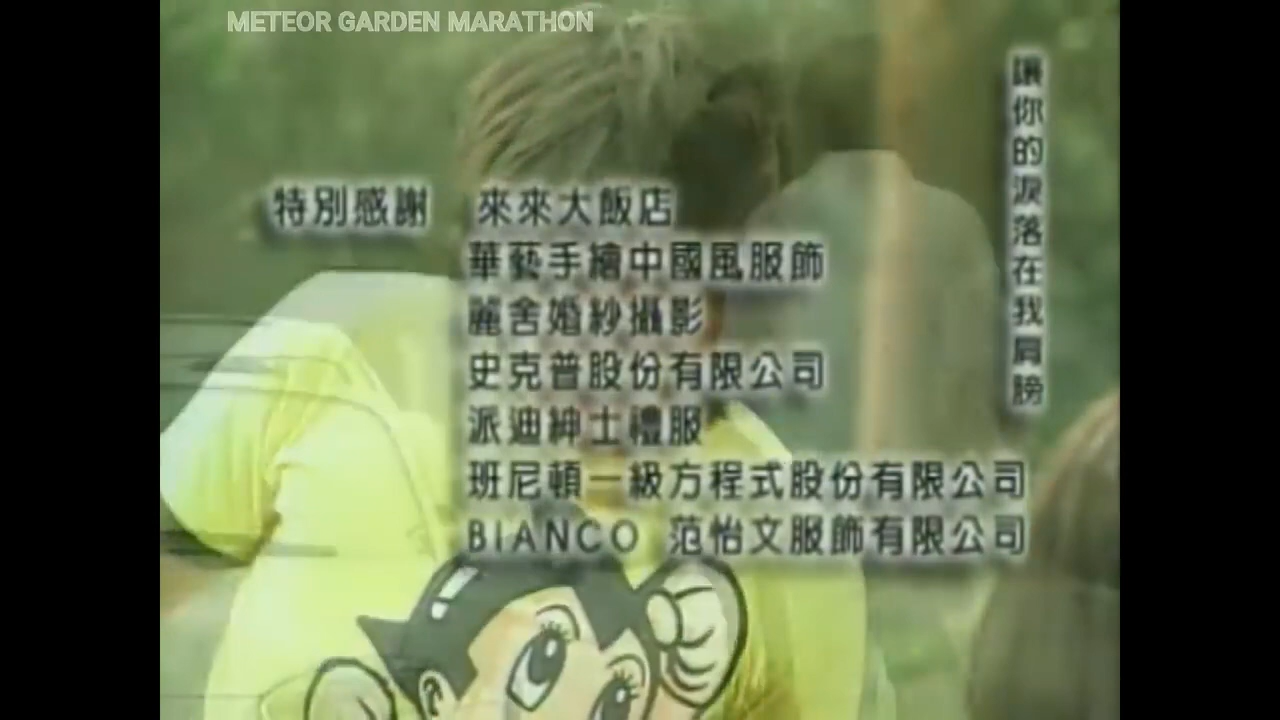 METEOR GARDEN MARATHON
特別感謝 來來大飯店
華藝手繪中國風服飾
麗舍婚紗攝影
史克普股份有限公司
派迪紳士禮服
班尼頓一級方程式股份有限公司
BIANCO 范怡文服飾有限公司
讓你的淚落在我肩膀